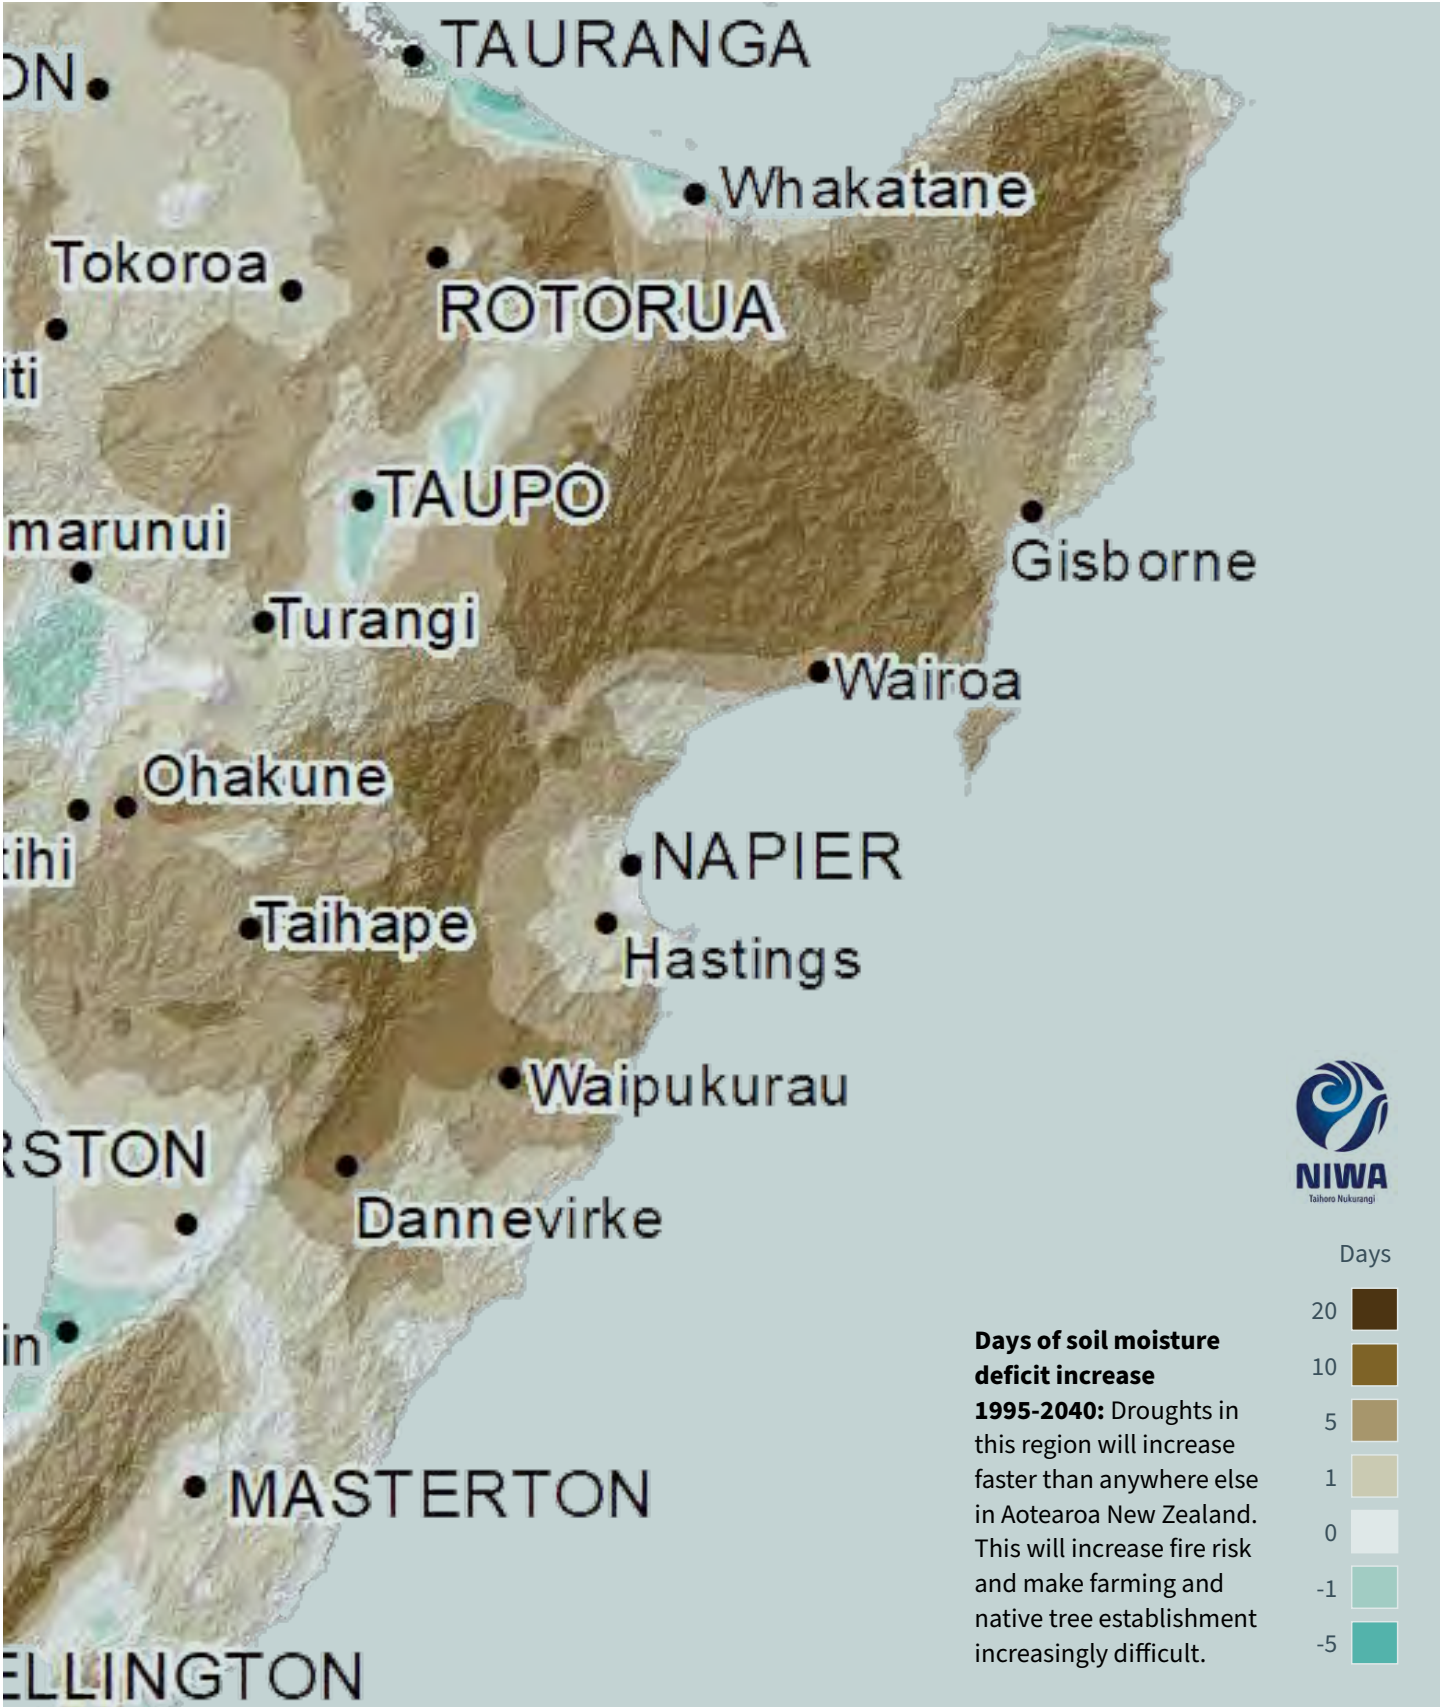 TAURANGA
ON
Whakatane
Tokoroa
ROTORUA
iti
TAUPO
marunui
Gisborne
Turangi
Wairoa
Ohakune
NAPIER
tihi
Taihape
Hastings
Waipukurau
RSTON
NIWA
Taihoro Nukurangi
Dannevirke
Days
20
in
Days of soil moisture
deficit increase
1995-2040: Droughts in
this region will increase
faster than anywhere else
in Aotearoa New Zealand.
This will increase fire risk
and make farming and
native tree establishment
increasingly difficult.
10
5
1
0
-1
-5
MASTERTON
ELLINGTON